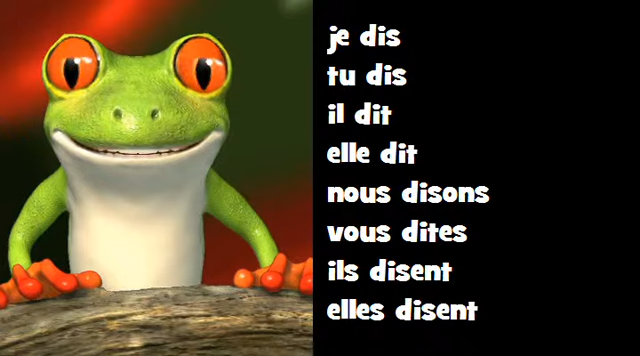 je dis
tu dis
il dit
elle dit
nous disons
vous dites
ils disent
elles disent